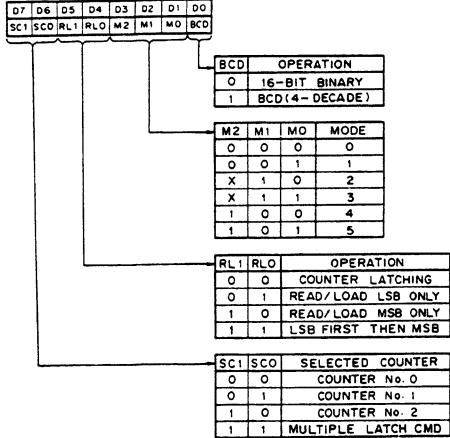 D7 D6 D5 D4 D3 D2 D1 D0
SC1 SC0 RL1 RL0 M2 M1 M0 BCD
BCD OPERATION
0 16-BIT BINARY
1 BCD(4-DECADE)
M2 M1 M0 MODE
0 0 0 0
0 0 1 1
X 1 0 2
X 1 1 3
1 0 0 4
1 0 1 5
RL1 RL0 OPERATION
0 0 COUNTER LATCHING
0 1 READ/LOAD LSB ONLY
1 0 READ/LOAD MSB ONLY
1 1 LSB FIRST THEN MSB
SC1 SC0 SELECTED COUNTER
0 0 COUNTER No. 0
0 1 COUNTER No. 1
1 0 COUNTER No. 2
1 1 MULTIPLE LATCH CMD